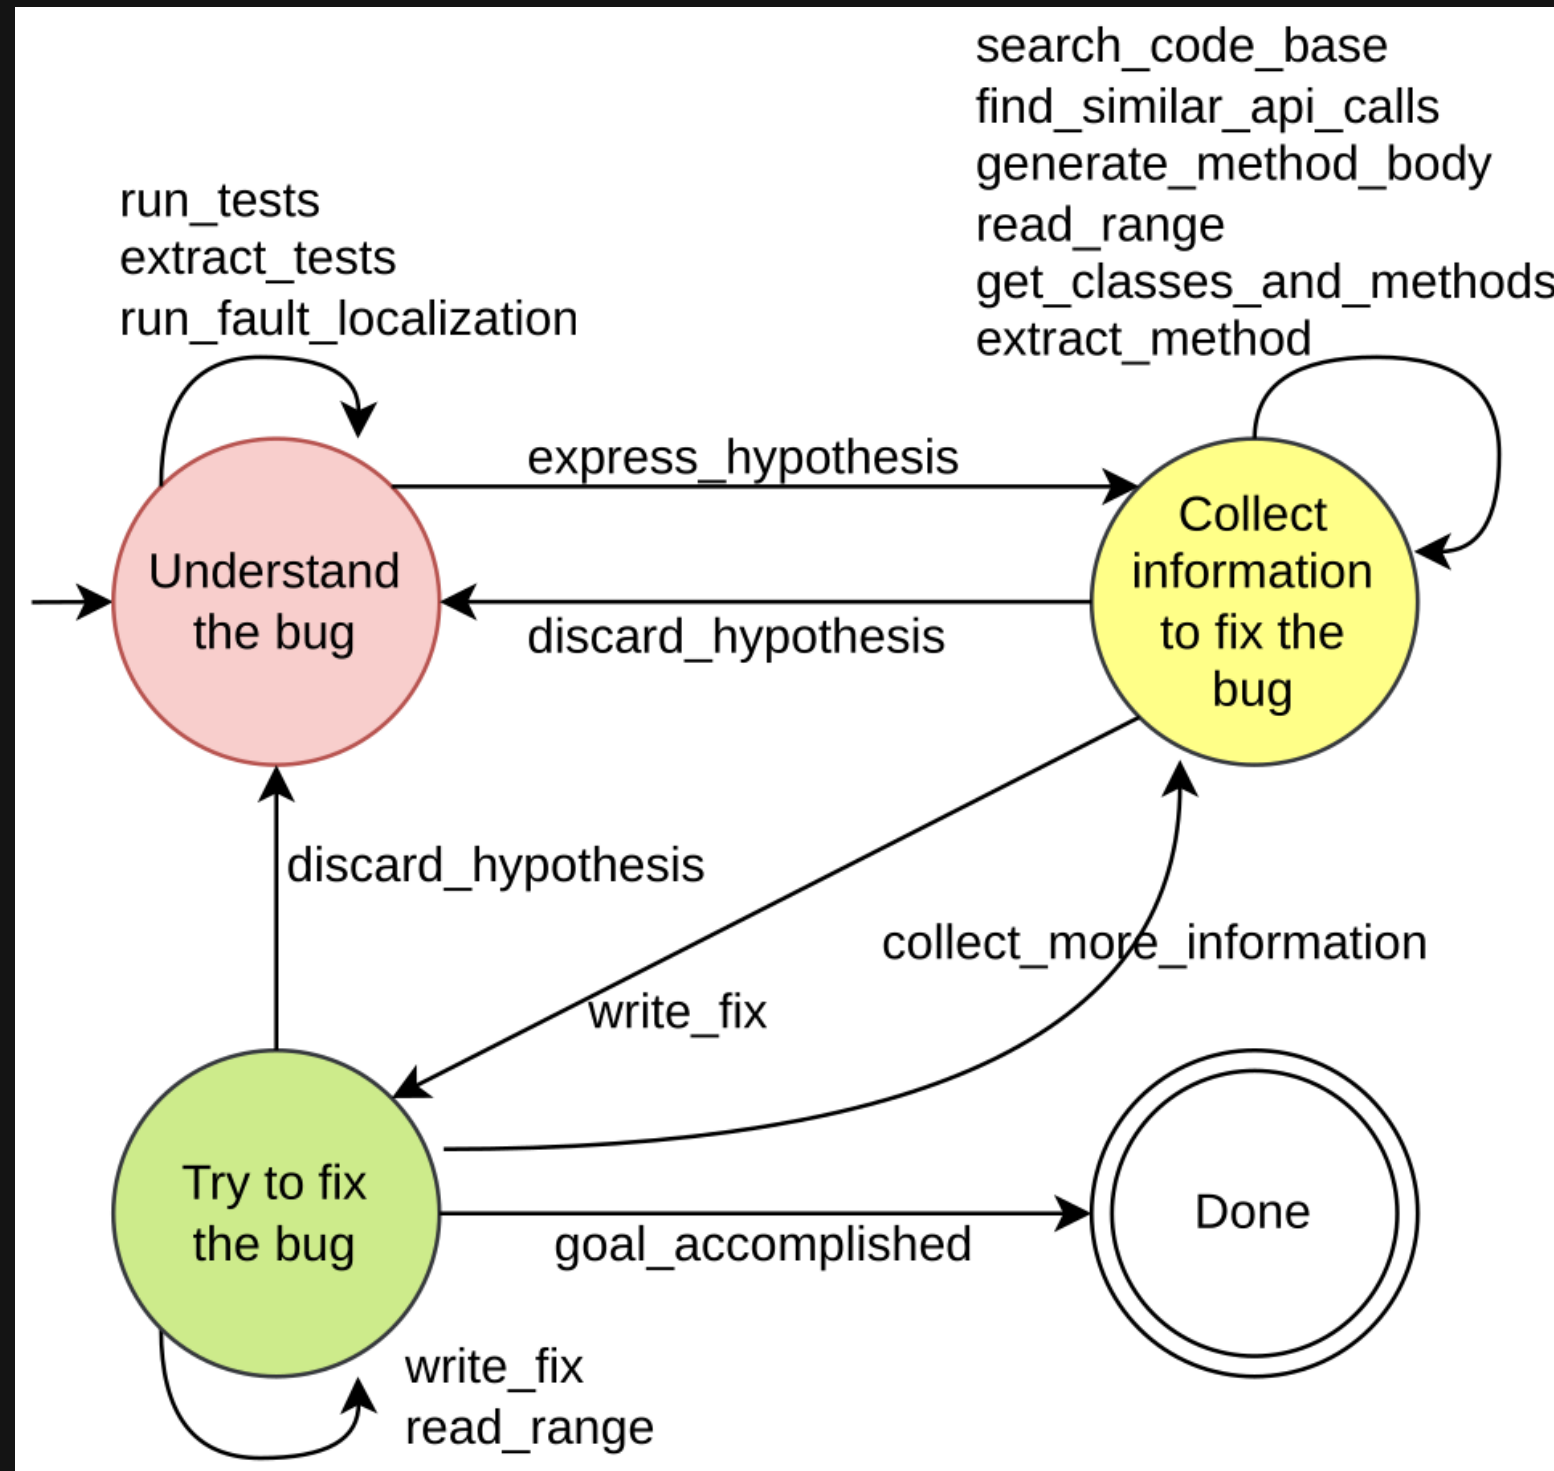 search_code_base
find_similar_api_calls
generate_method_body
read_range
get_classes_and_methods
extract_method
run_tests
extract_tests
run_fault_localization
express_hypothesis
Understand
the bug
Collect
information
to fix the
bug
discard_hypothesis
discard_hypothesis
collect_more_information
write_fix
Try to fix
the bug
goal_accomplished
Done
write_fix
read_range